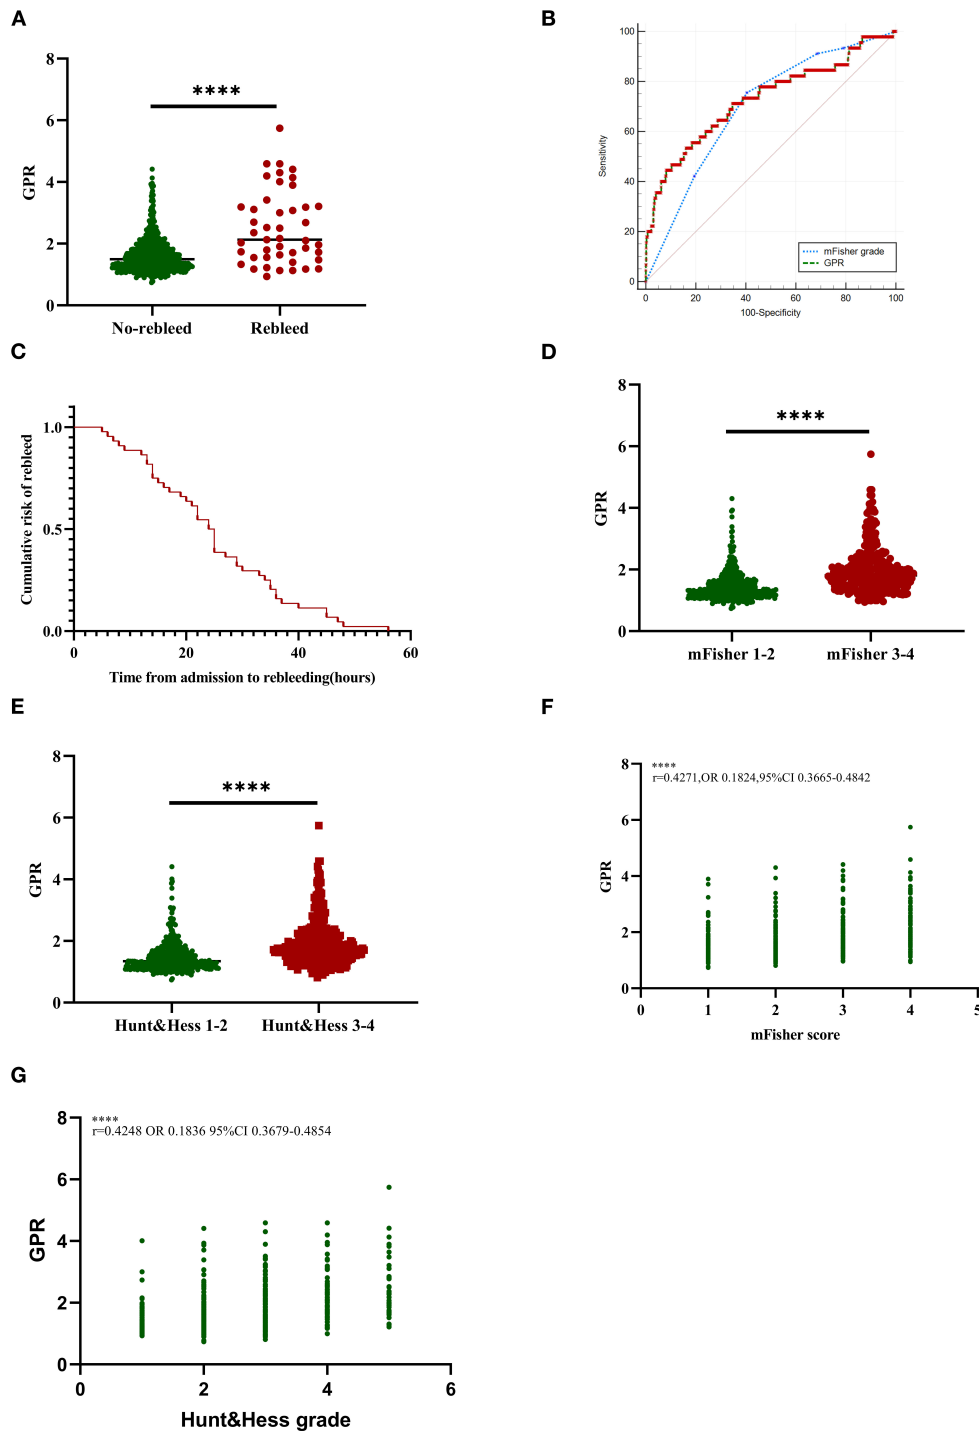 A
8
6
4
2
0
GPR
****
No-rebleed
Rebleed
B
100
80
60
40
20
0
Sensitivity
mFisher grade
GPR
0
20
40
60
80
100
100-Specificity
C
1.0
0.5
0.0
Cumulative risk of rebleed
0
20
40
60
Time from admission to rebleeding(hours)
D
8
6
4
2
0
GPR
****
mFisher 1-2
mFisher 3-4
E
8
6
4
2
0
GPR
****
Hunt&Hess 1-2
Hunt&Hess 3-4
F
8
6
4
2
0
GPR
****
r=0.4271,OR 0.1824,95%CI 0.3665-0.4842
0
1
2
3
4
5
mFisher score
G
8
6
4
2
0
GPR
****
r=0.4248 OR 0.1836 95%CI 0.3679-0.4854
0
2
4
6
Hunt&Hess grade